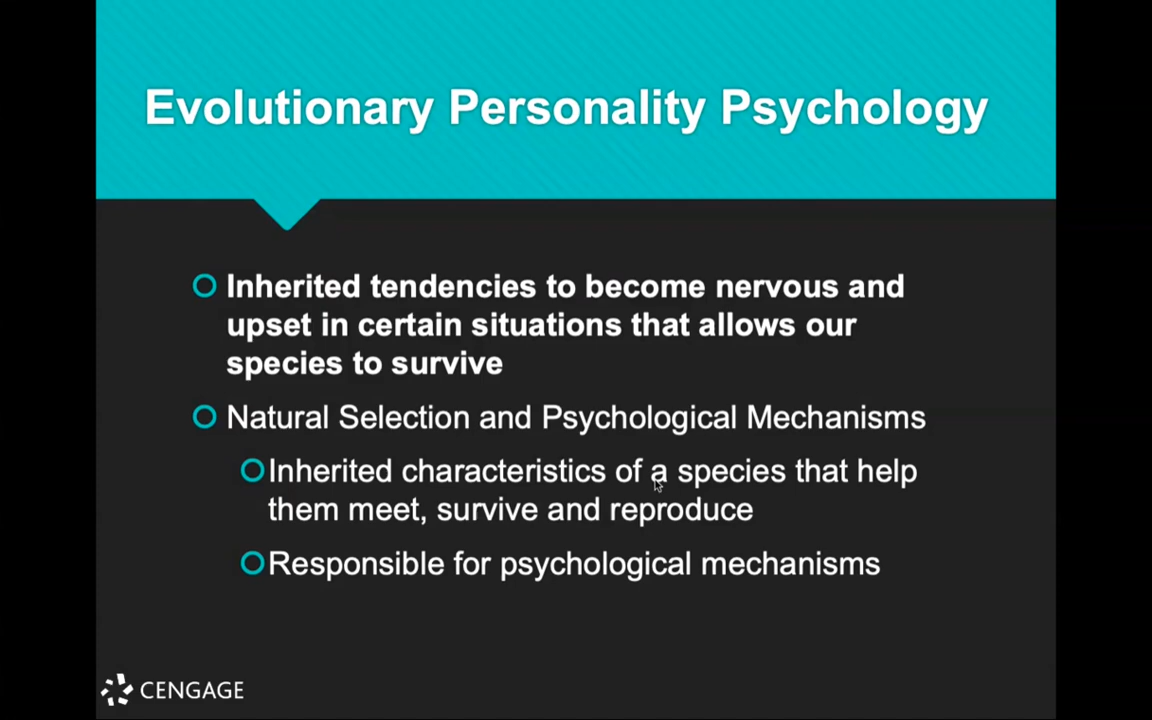 Evolutionary Personality Psychology
Inherited tendencies to become nervous and
upset in certain situations that allows our
species to survive
Natural Selection and Psychological Mechanisms
Inherited characteristics of a species that help
them meet, survive and reproduce
Responsible for psychological mechanisms
CENGAGE